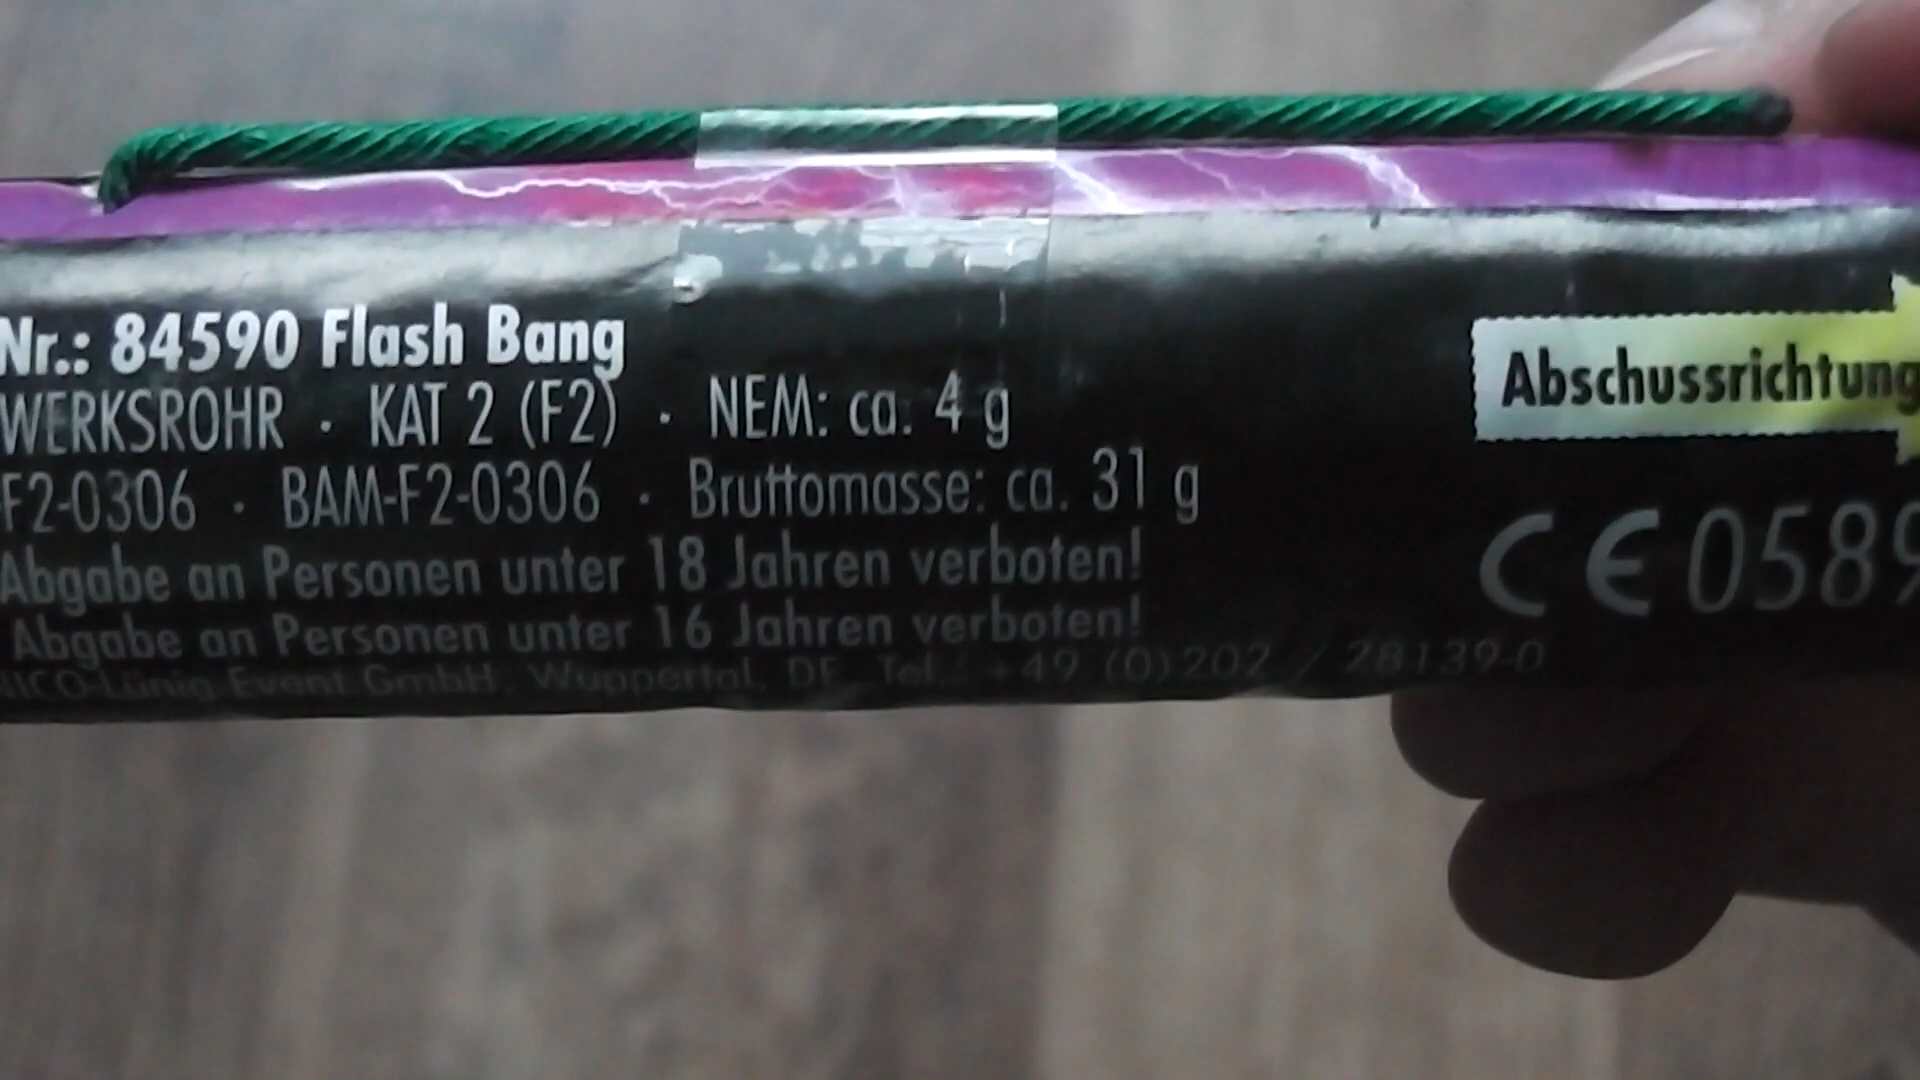 Nr.: 84590 Flash Bang
WERKSROHR · KAT 2 (F2) · NEM: ca. 4 g
F2-0306 · BAM-F2-0306 · Bruttomasse: ca. 31 g
Abgabe an Personen unter 18 Jahren verboten!
Abgabe an Personen unter 16 Jahren verboten!
NICO-Lünig Event GmbH, Wuppertal, DE, Tel.: +49 (0)202 / 28139-0
Abschussrichtung
CE 0589